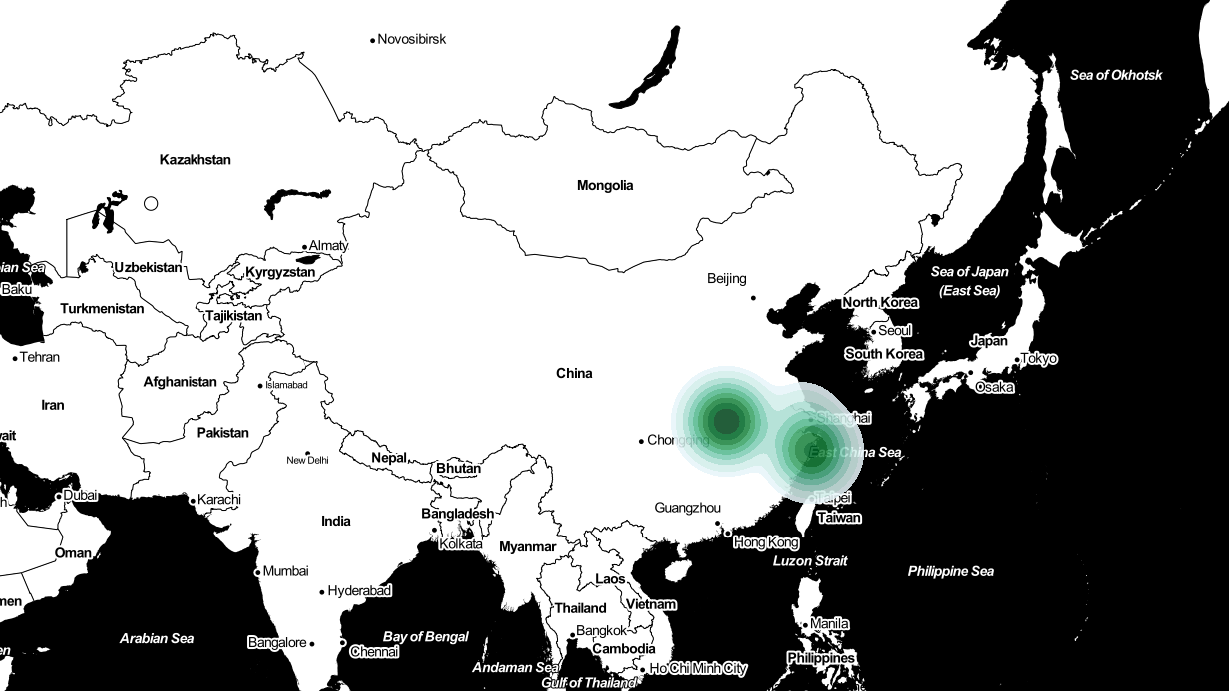 Novosibirsk
Sea of Okhotsk
Kazakhstan
Mongolia
Almaty
Uzbekistan
Kyrgyzstan
ian Sea
Baku
Beijing
Sea of Japan
(East Sea)
Turkmenistan
Tajikistan
North Korea
Seoul
South Korea
Japan
Tokyo
Tehran
Afghanistan
Islamabad
China
Osaka
Iran
Pakistan
Shanghai
Chongqing
East China Sea
New Delhi
Nepal
Bhutan
Dubai
Karachi
Bangladesh
Taipei
Taiwan
Guangzhou
India
Kolkata
Myanmar
Hong Kong
Oman
Luzon Strait
Philippine Sea
Mumbai
Laos
Hyderabad
Thailand
Vietnam
Arabian Sea
Bay of Bengal
Bangkok
Manila
Bangalore
Chennai
Cambodia
Philippines
Andaman Sea
Ho Chi Minh City
Gulf of Thailand